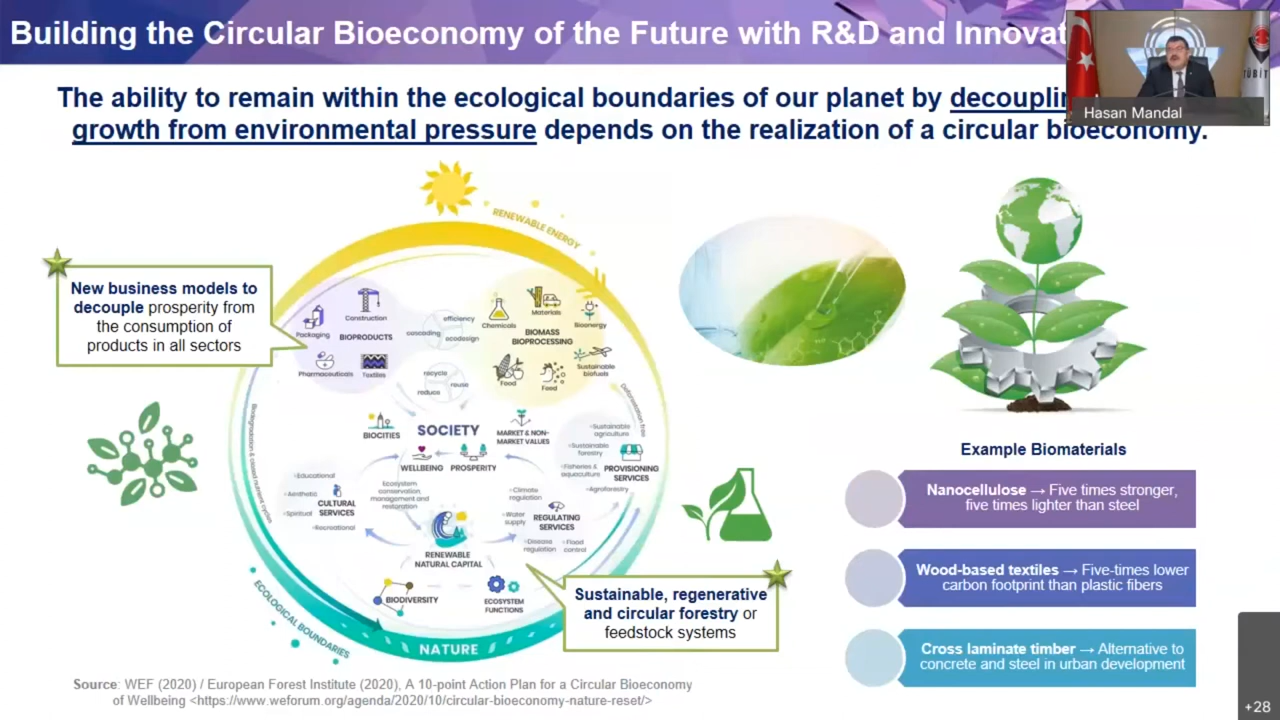 Building the Circular Bioeconomy of the Future with R&D and Innovat
TÜBİT
Hasan Mandal
The ability to remain within the ecological boundaries of our planet by decouplin
growth from environmental pressure depends on the realization of a circular bioeconomy.
RENEWABLE ENERGY
New business models to
decouple prosperity from
the consumption of
products in all sectors
Construction
Packaging
BIOPRODUCTS
Pharmaceuticals
Textiles
efficiency
cascading
ecodesign
recycle
reuse
reduce
Materials
Chemicals
Bioenergy
BIOMASS
BIOPROCESSING
Sustainable
biofuels
Food
Feed
BIOCITIES
SOCIETY
MARKET & NON-
MARKET VALUES
WELLBEING
PROSPERITY
Sustainable
agriculture
Sustainable
forestry
Fisheries &
aquaculture
PROVISIONING
SERVICES
Agroforestry
Educational
Aesthetic
CULTURAL
SERVICES
Spiritual
Recreational
Ecosystem
conservation,
management and
restoration
Climate
regulation
Water
supply
REGULATING
SERVICES
Disease
regulation
Flood
control
RENEWABLE
NATURAL CAPITAL
BIODIVERSITY
ECOSYSTEM
FUNCTIONS
ECOLOGICAL BOUNDARIES
NATURE
Sustainable, regenerative
and circular forestry or
feedstock systems
Example Biomaterials
Nanocellulose → Five times stronger,
five times lighter than steel
Wood-based textiles → Five-times lower
carbon footprint than plastic fibers
Cross laminate timber → Alternative to
concrete and steel in urban development
Source: WEF (2020) / European Forest Institute (2020), A 10-point Action Plan for a Circular Bioeconomy
of Wellbeing <https://www.weforum.org/agenda/2020/10/circular-bioeconomy-nature-reset/>
+28